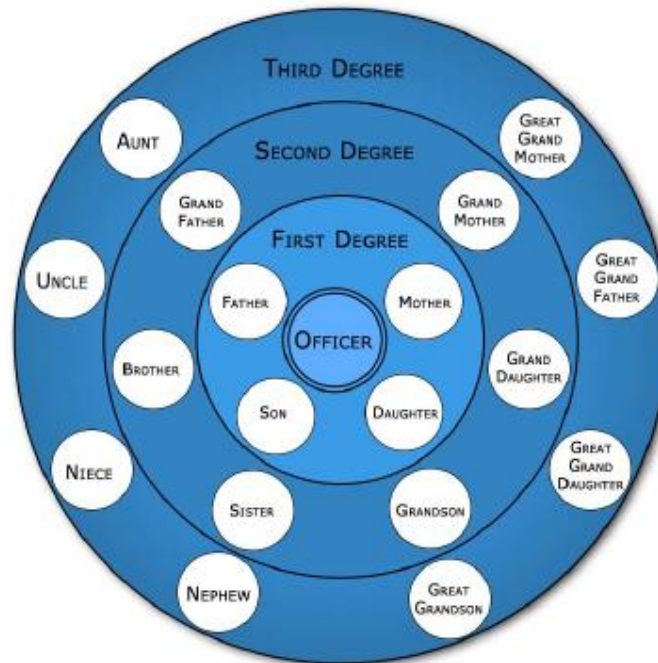 THIRD DEGREE
AUNT
GREAT
GRAND
MOTHER
SECOND DEGREE
GRAND
FATHER
GRAND
MOTHER
FIRST DEGREE
UNCLE
GREAT
GRAND
FATHER
FATHER
MOTHER
OFFICER
BROTHER
GRAND
DAUGHTER
SON
DAUGHTER
NIECE
GREAT
GRAND
DAUGHTER
SISTER
GRANDSON
NEPHEW
GREAT
GRANDSON